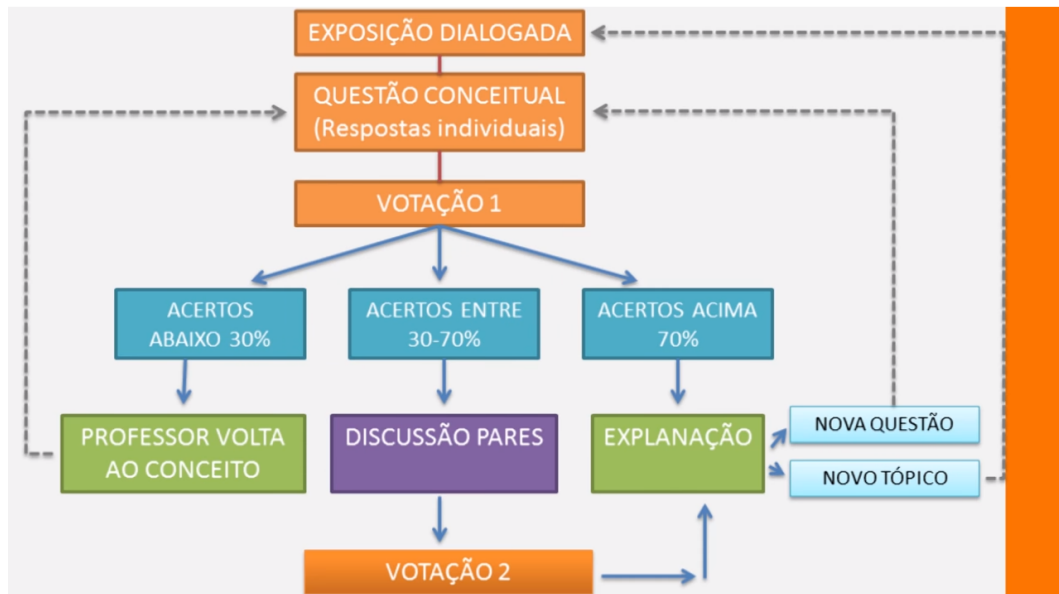 EXPOSIÇÃO DIALOGADA
QUESTÃO CONCEITUAL
(Respostas individuais)
VOTAÇÃO 1
ACERTOS
ABAIXO 30%
ACERTOS ENTRE
30-70%
ACERTOS ACIMA
70%
PROFESSOR VOLTA
AO CONCEITO
DISCUSSÃO PARES
EXPLANAÇÃO
NOVA QUESTÃO
NOVO TÓPICO
VOTAÇÃO 2